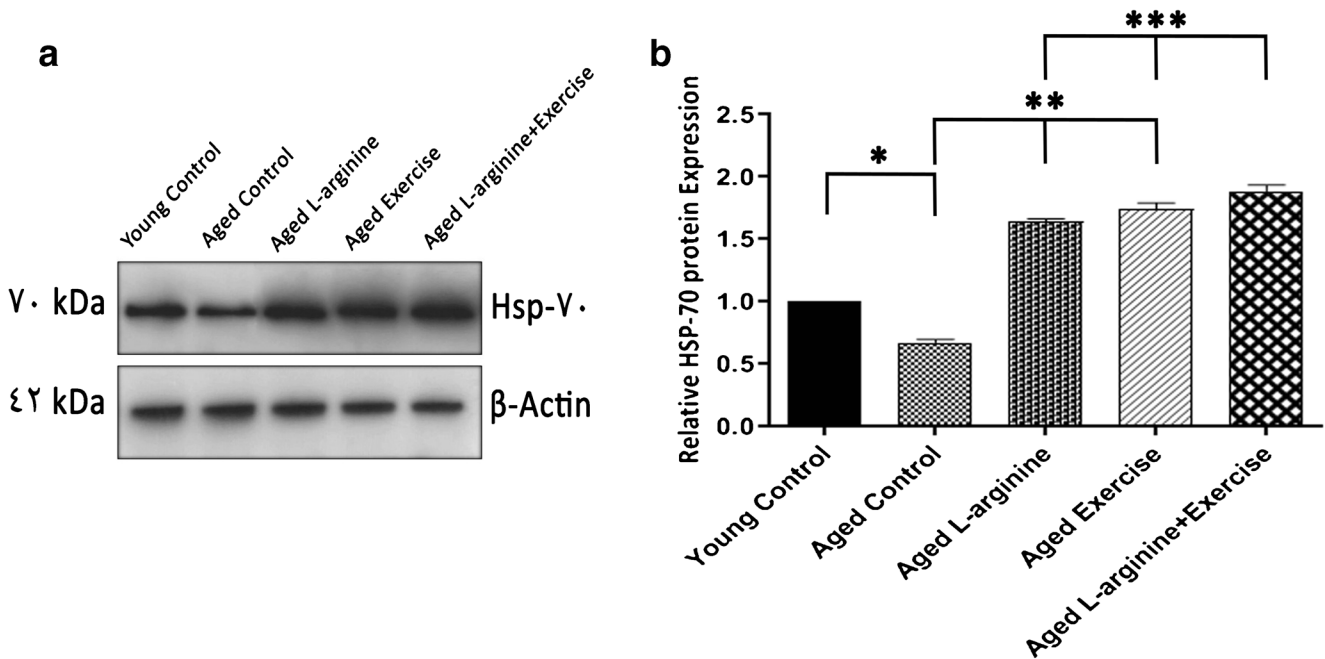 a
Young Control
Aged Control
Aged L-arginine
Aged Exercise
Aged L-arginine+Exercise
٧٠ kDa
Hsp-٧٠
٤٢ kDa
β-Actin
b
Relative HSP-70 protein Expression
2.5
2.0
1.5
1.0
0.5
0.0
*
**
***
Young Control
Aged Control
Aged L-arginine
Aged Exercise
Aged L-arginine+Exercise